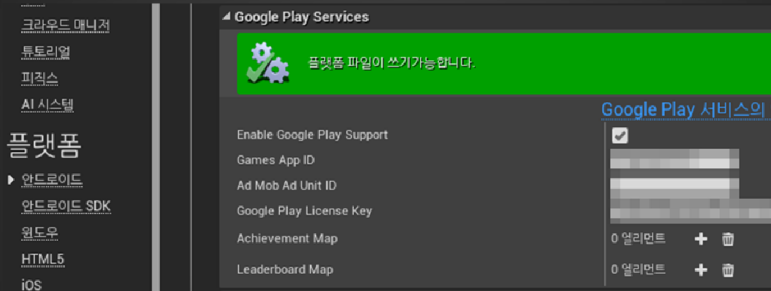 크라우드 매니저
튜토리얼
피직스
AI 시스템
플랫폼
안드로이드
안드로이드 SDK
윈도우
HTML5
iOS
Google Play Services
플랫폼 파일이 쓰기가능합니다.
Google Play 서비스의
Enable Google Play Support
Games App ID
Ad Mob Ad Unit ID
Google Play License Key
Achievement Map
0 엘리먼트
Leaderboard Map
0 엘리먼트